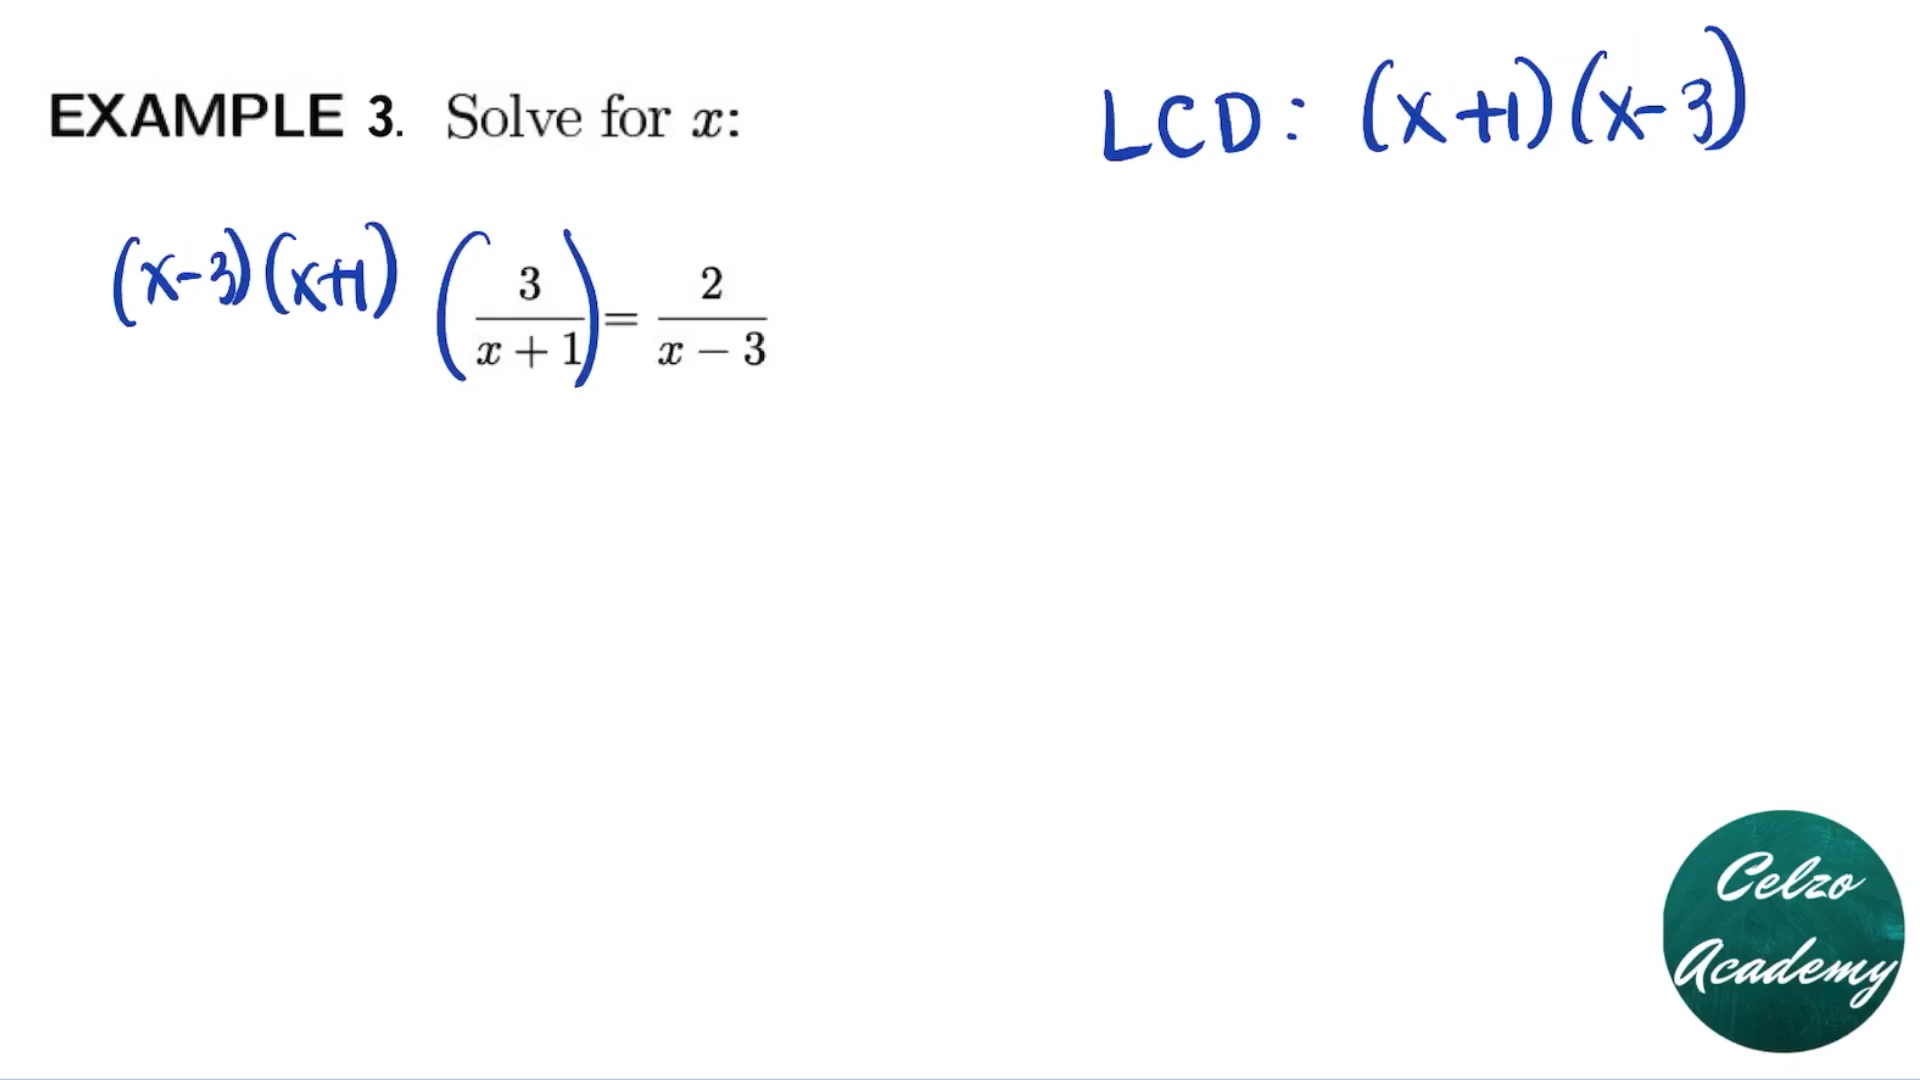 EXAMPLE 3. Solve for x:
LCD: (x+1)(x-3)
(x-3)(x+1) (3/(x + 1)) = 2/(x − 3)
Celzo
Academy